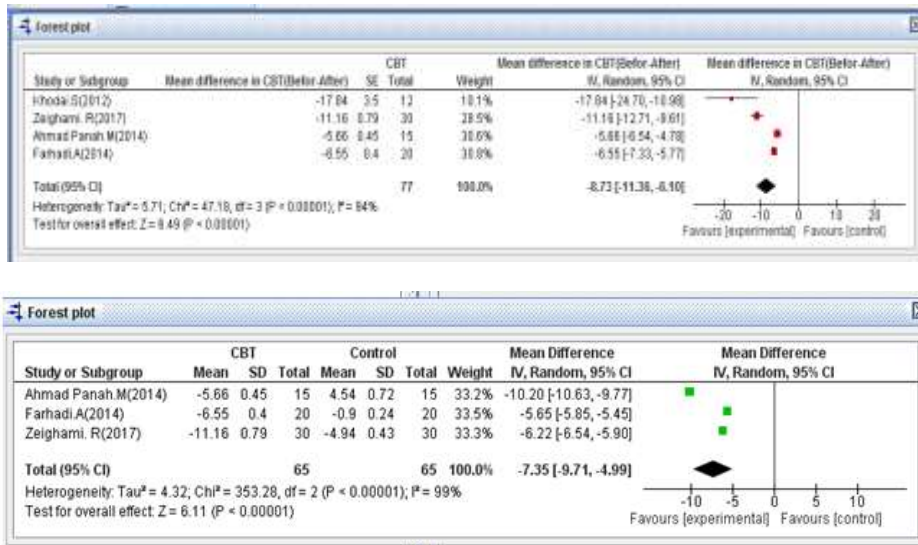 Forest plot
CBT Mean difference in CBT(Befor-After) Mean difference in CBT(Befor-After)
Study or Subgroup Mean difference in CBT(Befor-After) SE Total Weight IV, Random, 95% CI IV, Random, 95% CI
Khodai.S(2012) -17.84 3.5 12 10.1% -17.84 [-24.70, -10.98]
Zeighami. R(2017) -11.16 0.79 30 28.5% -11.16 [-12.71, -9.61]
Ahmad Panah.M(2014) -5.66 0.45 15 30.6% -5.66 [-6.54, -4.78]
Farhadi.A(2014) -6.55 0.4 20 30.8% -6.55 [-7.33, -5.77]
Total (95% CI) 77 100.0% -8.73 [-11.36, -6.10]
Heterogeneity: Tau² = 5.71; Chi² = 47.18, df = 3 (P < 0.00001); I² = 94%
Test for overall effect: Z = 6.49 (P < 0.00001)
-20 -10 0 10 20
Favours [experimental] Favours [control]
Forest plot
CBT Control Mean Difference Mean Difference
Study or Subgroup Mean SD Total Mean SD Total Weight IV, Random, 95% CI IV, Random, 95% CI
Ahmad Panah.M(2014) -5.66 0.45 15 4.54 0.72 15 33.2% -10.20 [-10.63, -9.77]
Farhadi.A(2014) -6.55 0.4 20 -0.9 0.24 20 33.4% -5.65 [-5.85, -5.45]
Zeighami. R(2017) -11.16 0.79 30 -4.94 0.43 30 33.3% -6.22 [-6.54, -5.90]
Total (95% CI) 65 65 100.0% -7.35 [-9.71, -4.99]
Heterogeneity: Tau² = 4.32; Chi² = 353.28, df = 2 (P < 0.00001); I² = 99%
Test for overall effect: Z = 6.11 (P < 0.00001)
-10 -5 0 5 10
Favours [experimental] Favours [control]